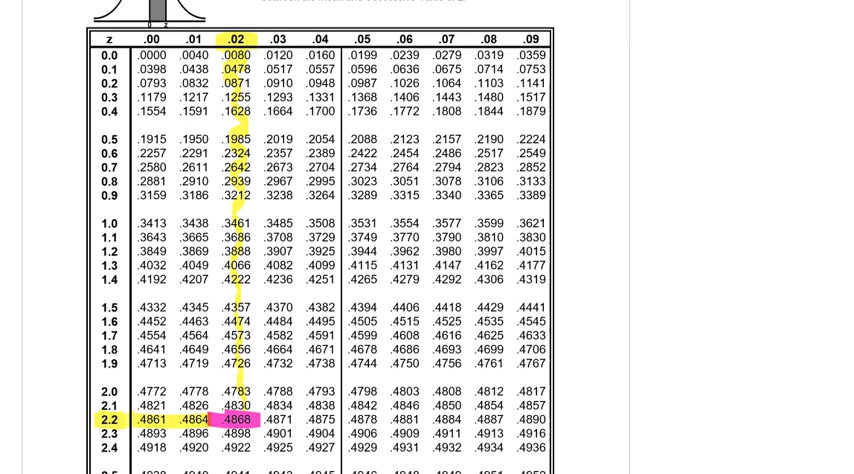 0 z
z .00 .01 .02 .03 .04 .05 .06 .07 .08 .09
0.0 .0000 .0040 .0080 .0120 .0160 .0199 .0239 .0279 .0319 .0359
0.1 .0398 .0438 .0478 .0517 .0557 .0596 .0636 .0675 .0714 .0753
0.2 .0793 .0832 .0871 .0910 .0948 .0987 .1026 .1064 .1103 .1141
0.3 .1179 .1217 .1255 .1293 .1331 .1368 .1406 .1443 .1480 .1517
0.4 .1554 .1591 .1628 .1664 .1700 .1736 .1772 .1808 .1844 .1879
0.5 .1915 .1950 .1985 .2019 .2054 .2088 .2123 .2157 .2190 .2224
0.6 .2257 .2291 .2324 .2357 .2389 .2422 .2454 .2486 .2517 .2549
0.7 .2580 .2611 .2642 .2673 .2704 .2734 .2764 .2794 .2823 .2852
0.8 .2881 .2910 .2939 .2967 .2995 .3023 .3051 .3078 .3106 .3133
0.9 .3159 .3186 .3212 .3238 .3264 .3289 .3315 .3340 .3365 .3389
1.0 .3413 .3438 .3461 .3485 .3508 .3531 .3554 .3577 .3599 .3621
1.1 .3643 .3665 .3686 .3708 .3729 .3749 .3770 .3790 .3810 .3830
1.2 .3849 .3869 .3888 .3907 .3925 .3944 .3962 .3980 .3997 .4015
1.3 .4032 .4049 .4066 .4082 .4099 .4115 .4131 .4147 .4162 .4177
1.4 .4192 .4207 .4222 .4236 .4251 .4265 .4279 .4292 .4306 .4319
1.5 .4332 .4345 .4357 .4370 .4382 .4394 .4406 .4418 .4429 .4441
1.6 .4452 .4463 .4474 .4484 .4495 .4505 .4515 .4525 .4535 .4545
1.7 .4554 .4564 .4573 .4582 .4591 .4599 .4608 .4616 .4625 .4633
1.8 .4641 .4649 .4656 .4664 .4671 .4678 .4686 .4693 .4699 .4706
1.9 .4713 .4719 .4726 .4732 .4738 .4744 .4750 .4756 .4761 .4767
2.0 .4772 .4778 .4783 .4788 .4793 .4798 .4803 .4808 .4812 .4817
2.1 .4821 .4826 .4830 .4834 .4838 .4842 .4846 .4850 .4854 .4857
2.2 .4861 .4864 .4868 .4871 .4875 .4878 .4881 .4884 .4887 .4890
2.3 .4893 .4896 .4898 .4901 .4904 .4906 .4909 .4911 .4913 .4916
2.4 .4918 .4920 .4922 .4925 .4927 .4929 .4931 .4932 .4934 .4936